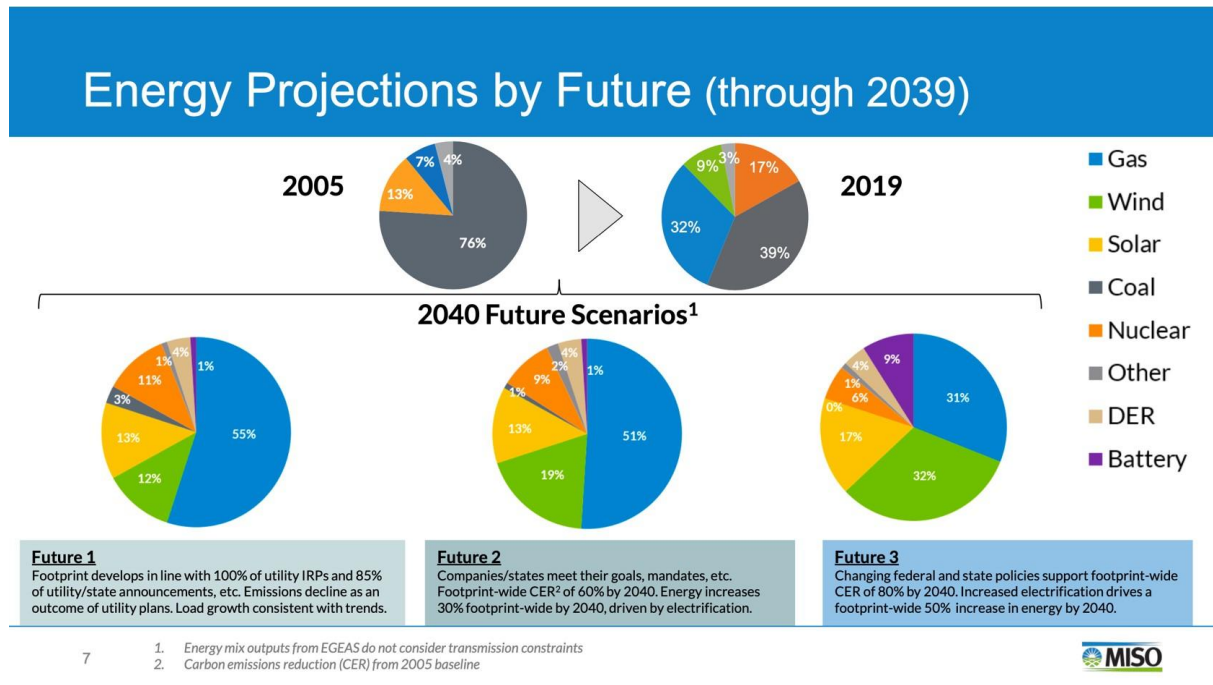 Energy Projections by Future (through 2039)
2005
7%
4%
13%
76%
2019
9%
3%
17%
32%
39%
Gas
Wind
Solar
Coal
Nuclear
Other
DER
Battery
2040 Future Scenarios1
1%
4%
1%
11%
3%
13%
12%
55%
4%
2%
1%
9%
1%
13%
19%
51%
9%
4%
1%
6%
0%
17%
31%
32%
Future 1
Footprint develops in line with 100% of utility IRPs and 85%
of utility/state announcements, etc. Emissions decline as an
outcome of utility plans. Load growth consistent with trends.
Future 2
Companies/states meet their goals, mandates, etc.
Footprint-wide CER2 of 60% by 2040. Energy increases
30% footprint-wide by 2040, driven by electrification.
Future 3
Changing federal and state policies support footprint-wide
CER of 80% by 2040. Increased electrification drives a
footprint-wide 50% increase in energy by 2040.
7
1. Energy mix outputs from EGEAS do not consider transmission constraints
2. Carbon emissions reduction (CER) from 2005 baseline
MISO